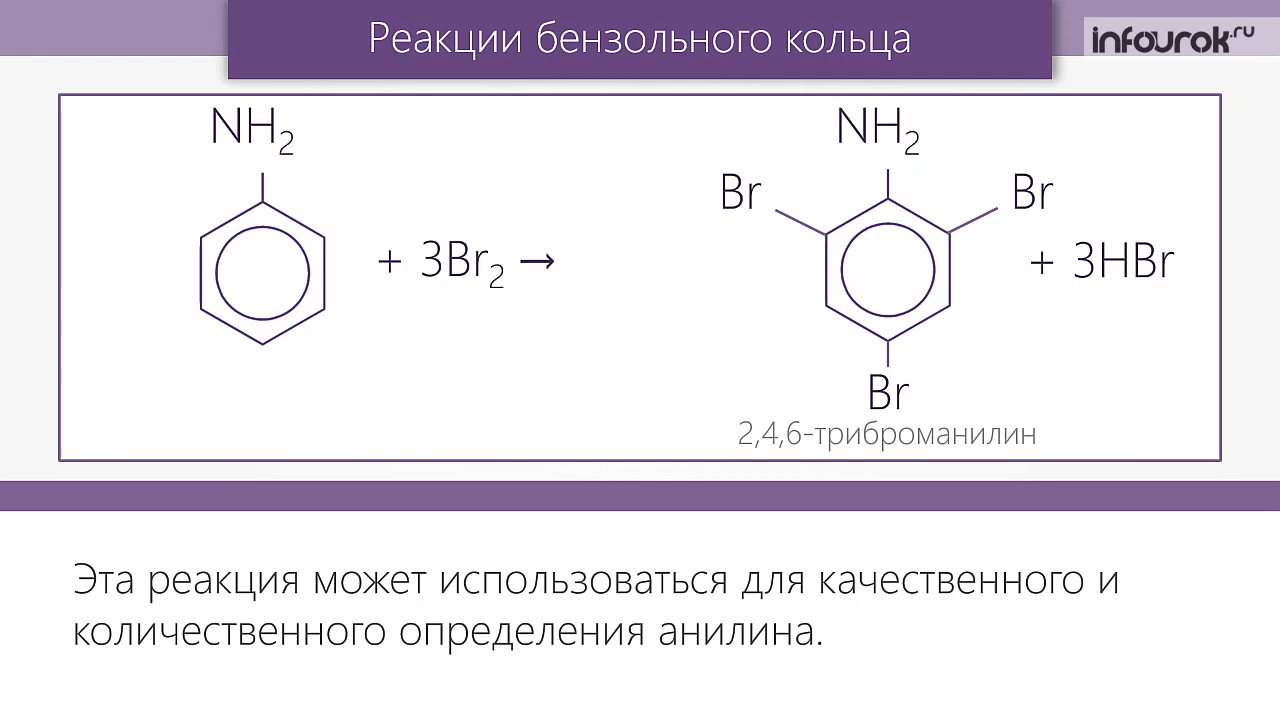 Реакции бензольного кольца
infourok.ru
NH₂
NH₂
Br
Br
+ 3Br₂ →
+ 3HBr
Br
2,4,6-триброманилин
Эта реакция может использоваться для качественного и
количественного определения анилина.